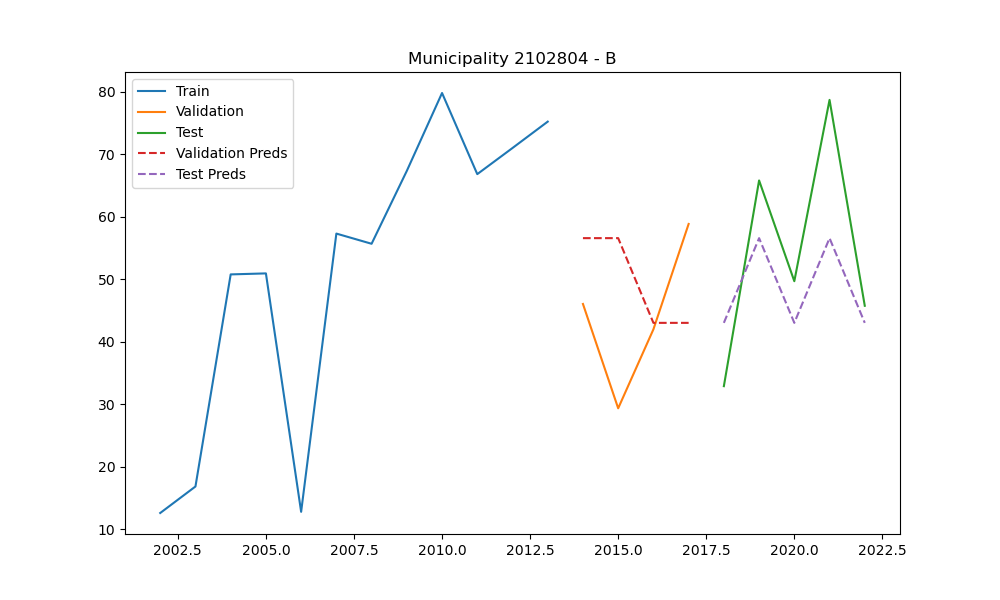 Municipality 2102804 - B
Train
Validation
Test
Validation Preds
Test Preds
80
70
60
50
40
30
20
10
2002.5 2005.0 2007.5 2010.0 2012.5 2015.0 2017.5 2020.0 2022.5